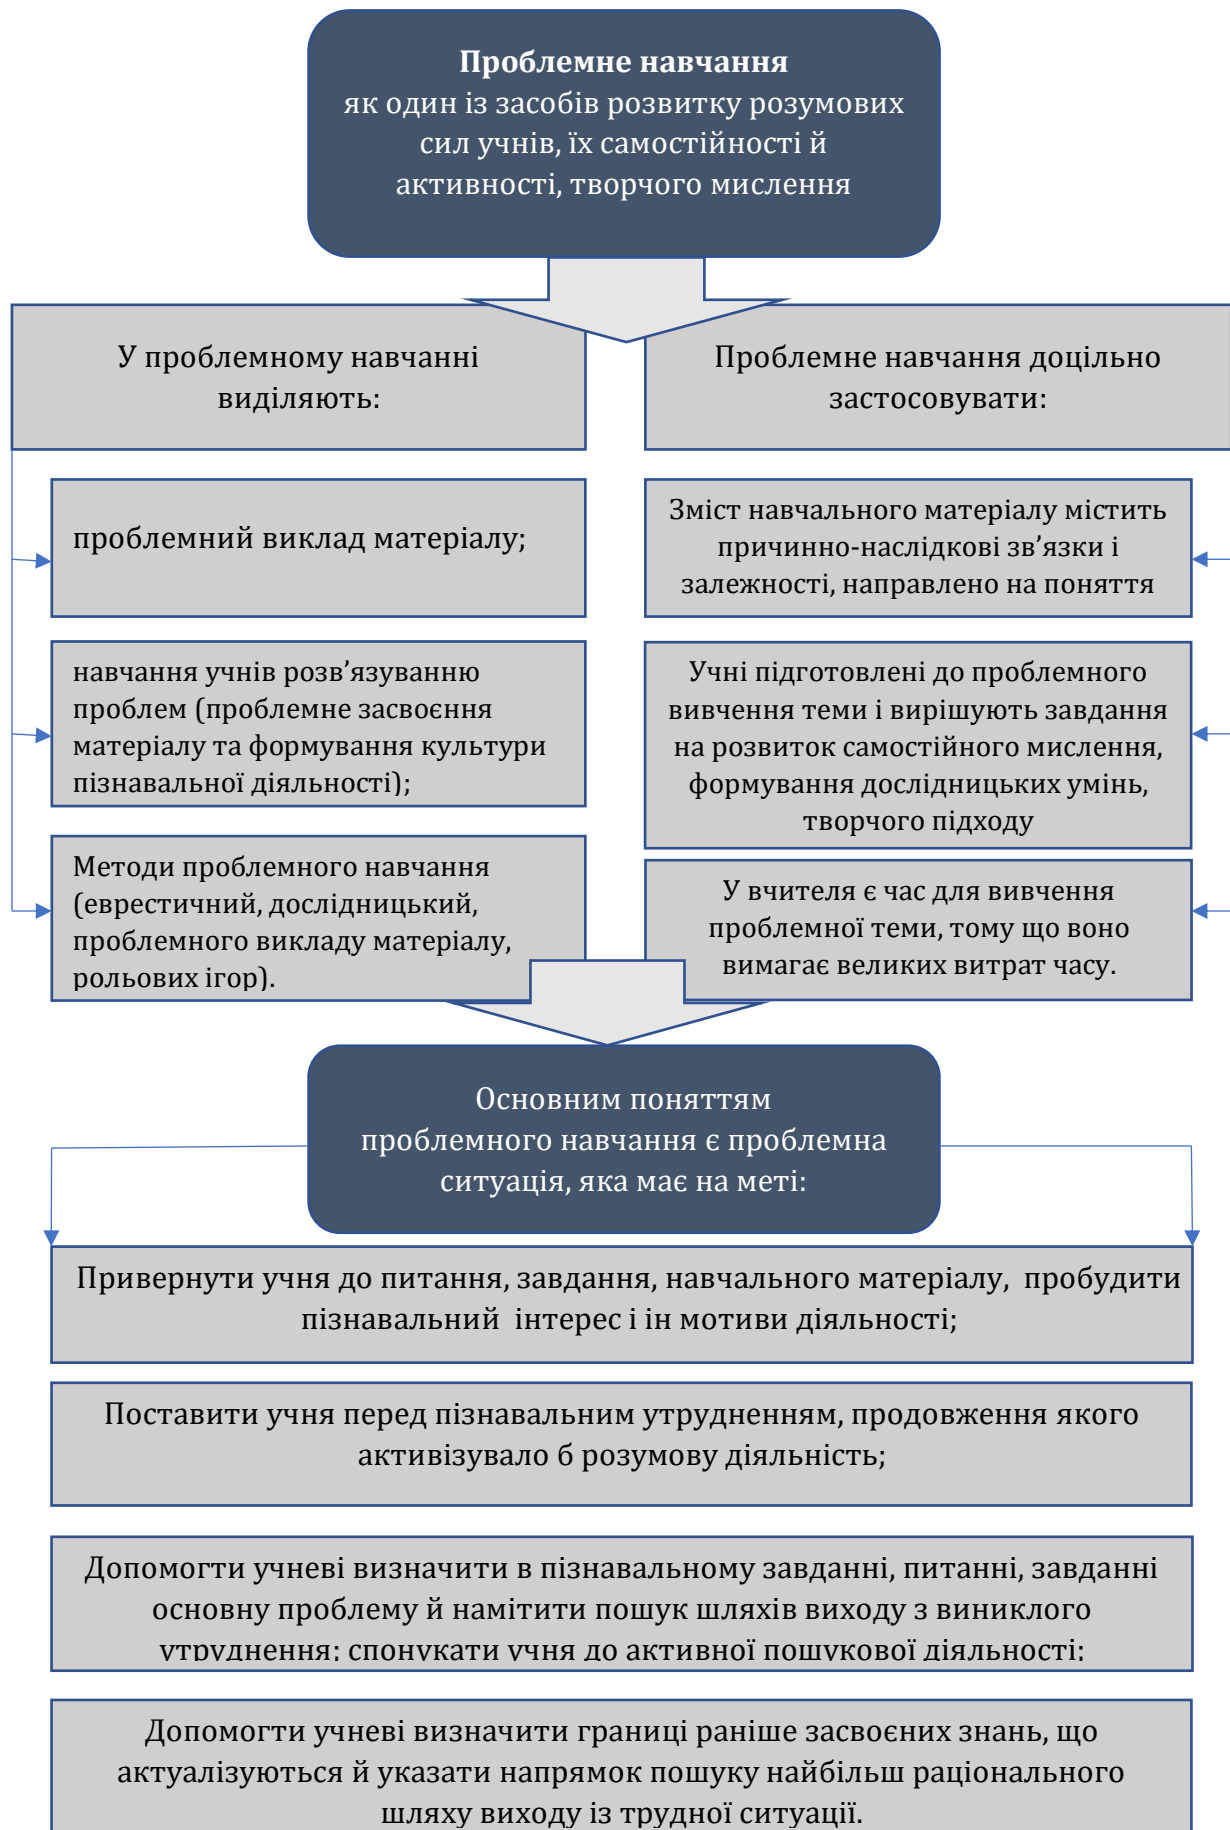 Проблемне навчання
як один із засобів розвитку розумових
сил учнів, їх самостійності й
активності, творчого мислення
У проблемному навчанні
виділяють:
проблемний виклад матеріалу;
навчання учнів розв’язуванню
проблем (проблемне засвоєння
матеріалу та формування культури
пізнавальної діяльності);
Методи проблемного навчання
(еврестичний, дослідницький,
проблемного викладу матеріалу,
рольових ігор).
Проблемне навчання доцільно
застосовувати:
Зміст навчального матеріалу містить
причинно-наслідкові зв’язки і
залежності, направлено на поняття
Учні підготовлені до проблемного
вивчення теми і вирішують завдання
на розвиток самостійного мислення,
формування дослідницьких умінь,
творчого підходу
У вчителя є час для вивчення
проблемної теми, тому що воно
вимагає великих витрат часу.
Основним поняттям
проблемного навчання є проблемна
ситуація, яка має на меті:
Привернути учня до питання, завдання, навчального матеріалу, пробудити
пізнавальний інтерес і ін мотиви діяльності;
Поставити учня перед пізнавальним утрудненням, продовження якого
активізувало б розумову діяльність;
Допомогти учневі визначити в пізнавальному завданні, питанні, завданні
основну проблему й намітити пошук шляхів виходу з виниклого
утруднення; спонукати учня до активної пошукової діяльності;
Допомогти учневі визначити границі раніше засвоєних знань, що
актуалізуються й указати напрямок пошуку найбільш раціонального
шляху виходу із трудної ситуації.